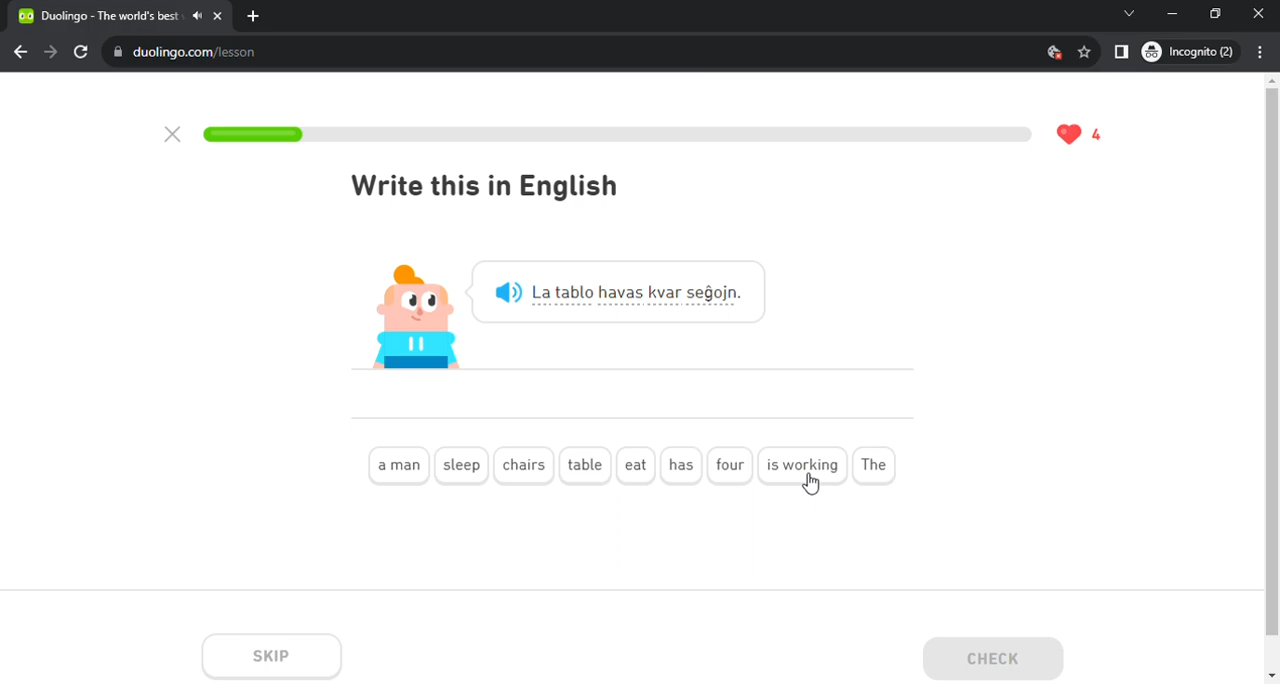 Duolingo - The world's best
duolingo.com/lesson
Incognito (2)
4
Write this in English
La tablo havas kvar seĝojn.
a man sleep chairs table eat has four is working The
SKIP
CHECK